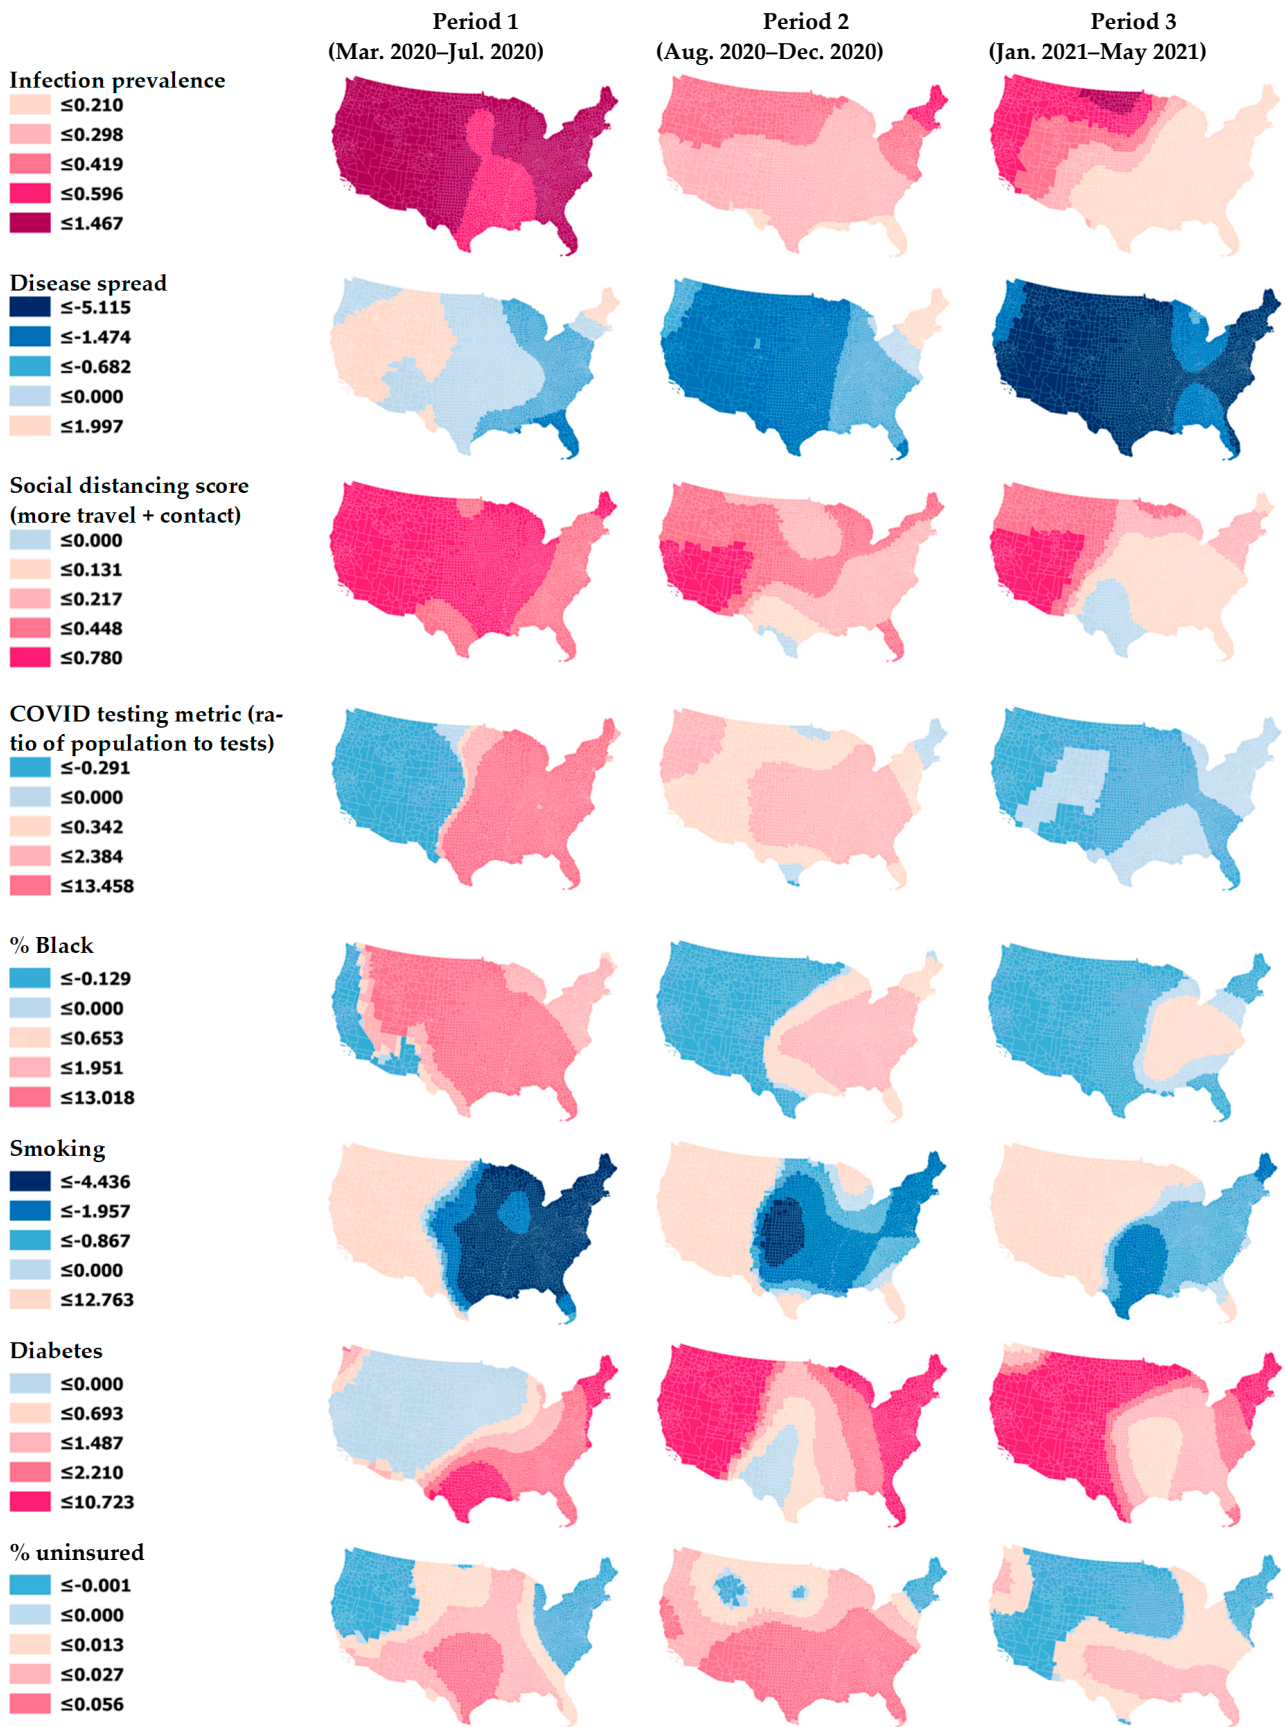 Period 1
(Mar. 2020–Jul. 2020)
Period 2
(Aug. 2020–Dec. 2020)
Period 3
(Jan. 2021–May 2021)
Infection prevalence
≤0.210
≤0.298
≤0.419
≤0.596
≤1.467
Disease spread
≤-5.115
≤-1.474
≤-0.682
≤0.000
≤1.997
Social distancing score
(more travel + contact)
≤0.000
≤0.131
≤0.217
≤0.448
≤0.780
COVID testing metric (ra-
tio of population to tests)
≤-0.291
≤0.000
≤0.342
≤2.384
≤13.458
% Black
≤-0.129
≤0.000
≤0.653
≤1.951
≤13.018
Smoking
≤-4.436
≤-1.957
≤-0.867
≤0.000
≤12.763
Diabetes
≤0.000
≤0.693
≤1.487
≤2.210
≤10.723
% uninsured
≤-0.001
≤0.000
≤0.013
≤0.027
≤0.056